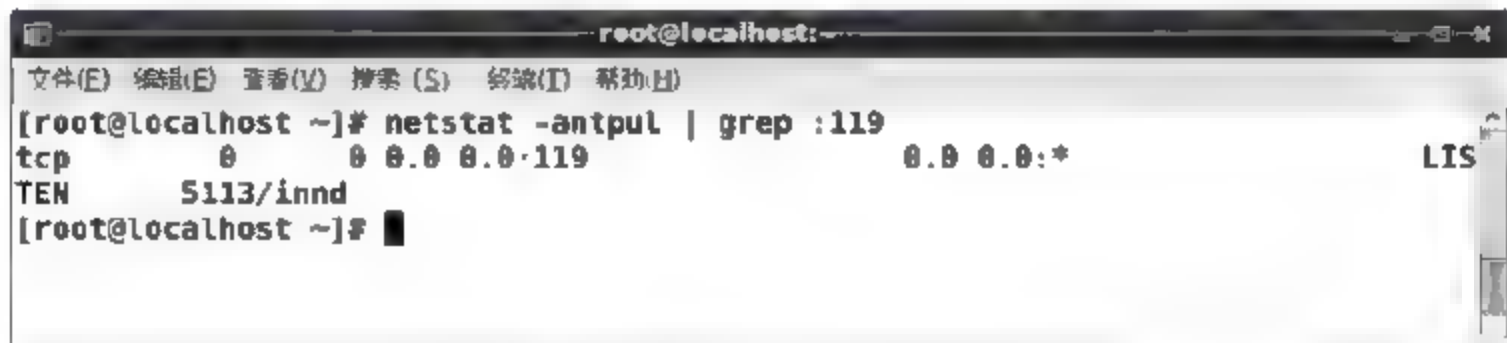 root@localhost:~
文件(E) 编辑(E) 查看(V) 搜索 (S) 终端(T) 帮助(H)
[root@localhost ~]# netstat -antpul | grep :119
tcp 0 0 0.0 0.0:119 0.0 0.0:* LIS
TEN 5113/innd
[root@localhost ~]#